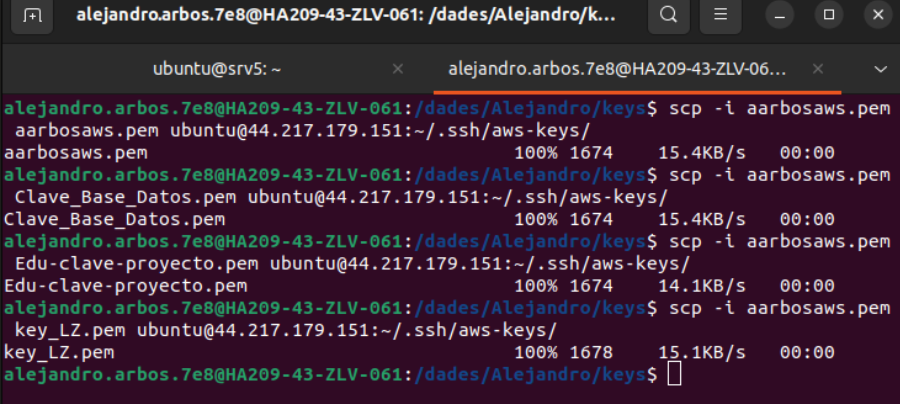 alejandro.arbos.7e8@HA209-43-ZLV-061: /dades/Alejandro/k...
ubuntu@srv5: ~
alejandro.arbos.7e8@HA209-43-ZLV-06...
alejandro.arbos.7e8@HA209-43-ZLV-061:/dades/Alejandro/keys$ scp -i aarbosaws.pem
aarbosaws.pem ubuntu@44.217.179.151:~/.ssh/aws-keys/
aarbosaws.pem 100% 1674 15.4KB/s 00:00
alejandro.arbos.7e8@HA209-43-ZLV-061:/dades/Alejandro/keys$ scp -i aarbosaws.pem
Clave_Base_Datos.pem ubuntu@44.217.179.151:~/.ssh/aws-keys/
Clave_Base_Datos.pem 100% 1674 15.4KB/s 00:00
alejandro.arbos.7e8@HA209-43-ZLV-061:/dades/Alejandro/keys$ scp -i aarbosaws.pem
Edu-clave-proyecto.pem ubuntu@44.217.179.151:~/.ssh/aws-keys/
Edu-clave-proyecto.pem 100% 1674 14.1KB/s 00:00
alejandro.arbos.7e8@HA209-43-ZLV-061:/dades/Alejandro/keys$ scp -i aarbosaws.pem
key_LZ.pem ubuntu@44.217.179.151:~/.ssh/aws-keys/
key_LZ.pem 100% 1678 15.1KB/s 00:00
alejandro.arbos.7e8@HA209-43-ZLV-061:/dades/Alejandro/keys$